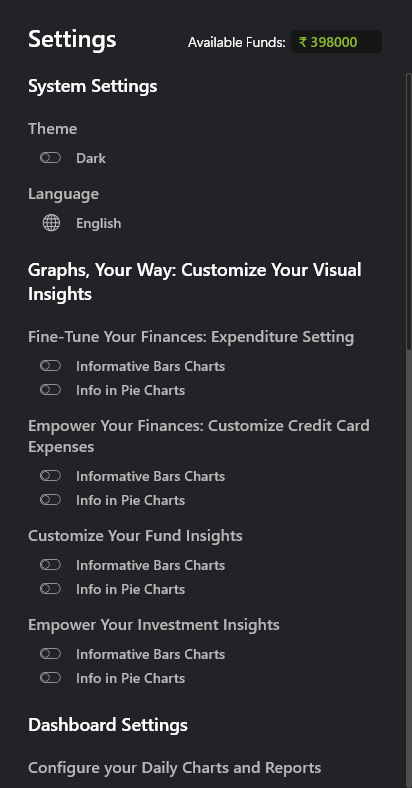 Settings
Available Funds: ₹ 398000
System Settings
Theme
Dark
Language
English
Graphs, Your Way: Customize Your Visual
Insights
Fine-Tune Your Finances: Expenditure Setting
Informative Bars Charts
Info in Pie Charts
Empower Your Finances: Customize Credit Card
Expenses
Informative Bars Charts
Info in Pie Charts
Customize Your Fund Insights
Informative Bars Charts
Info in Pie Charts
Empower Your Investment Insights
Informative Bars Charts
Info in Pie Charts
Dashboard Settings
Configure your Daily Charts and Reports